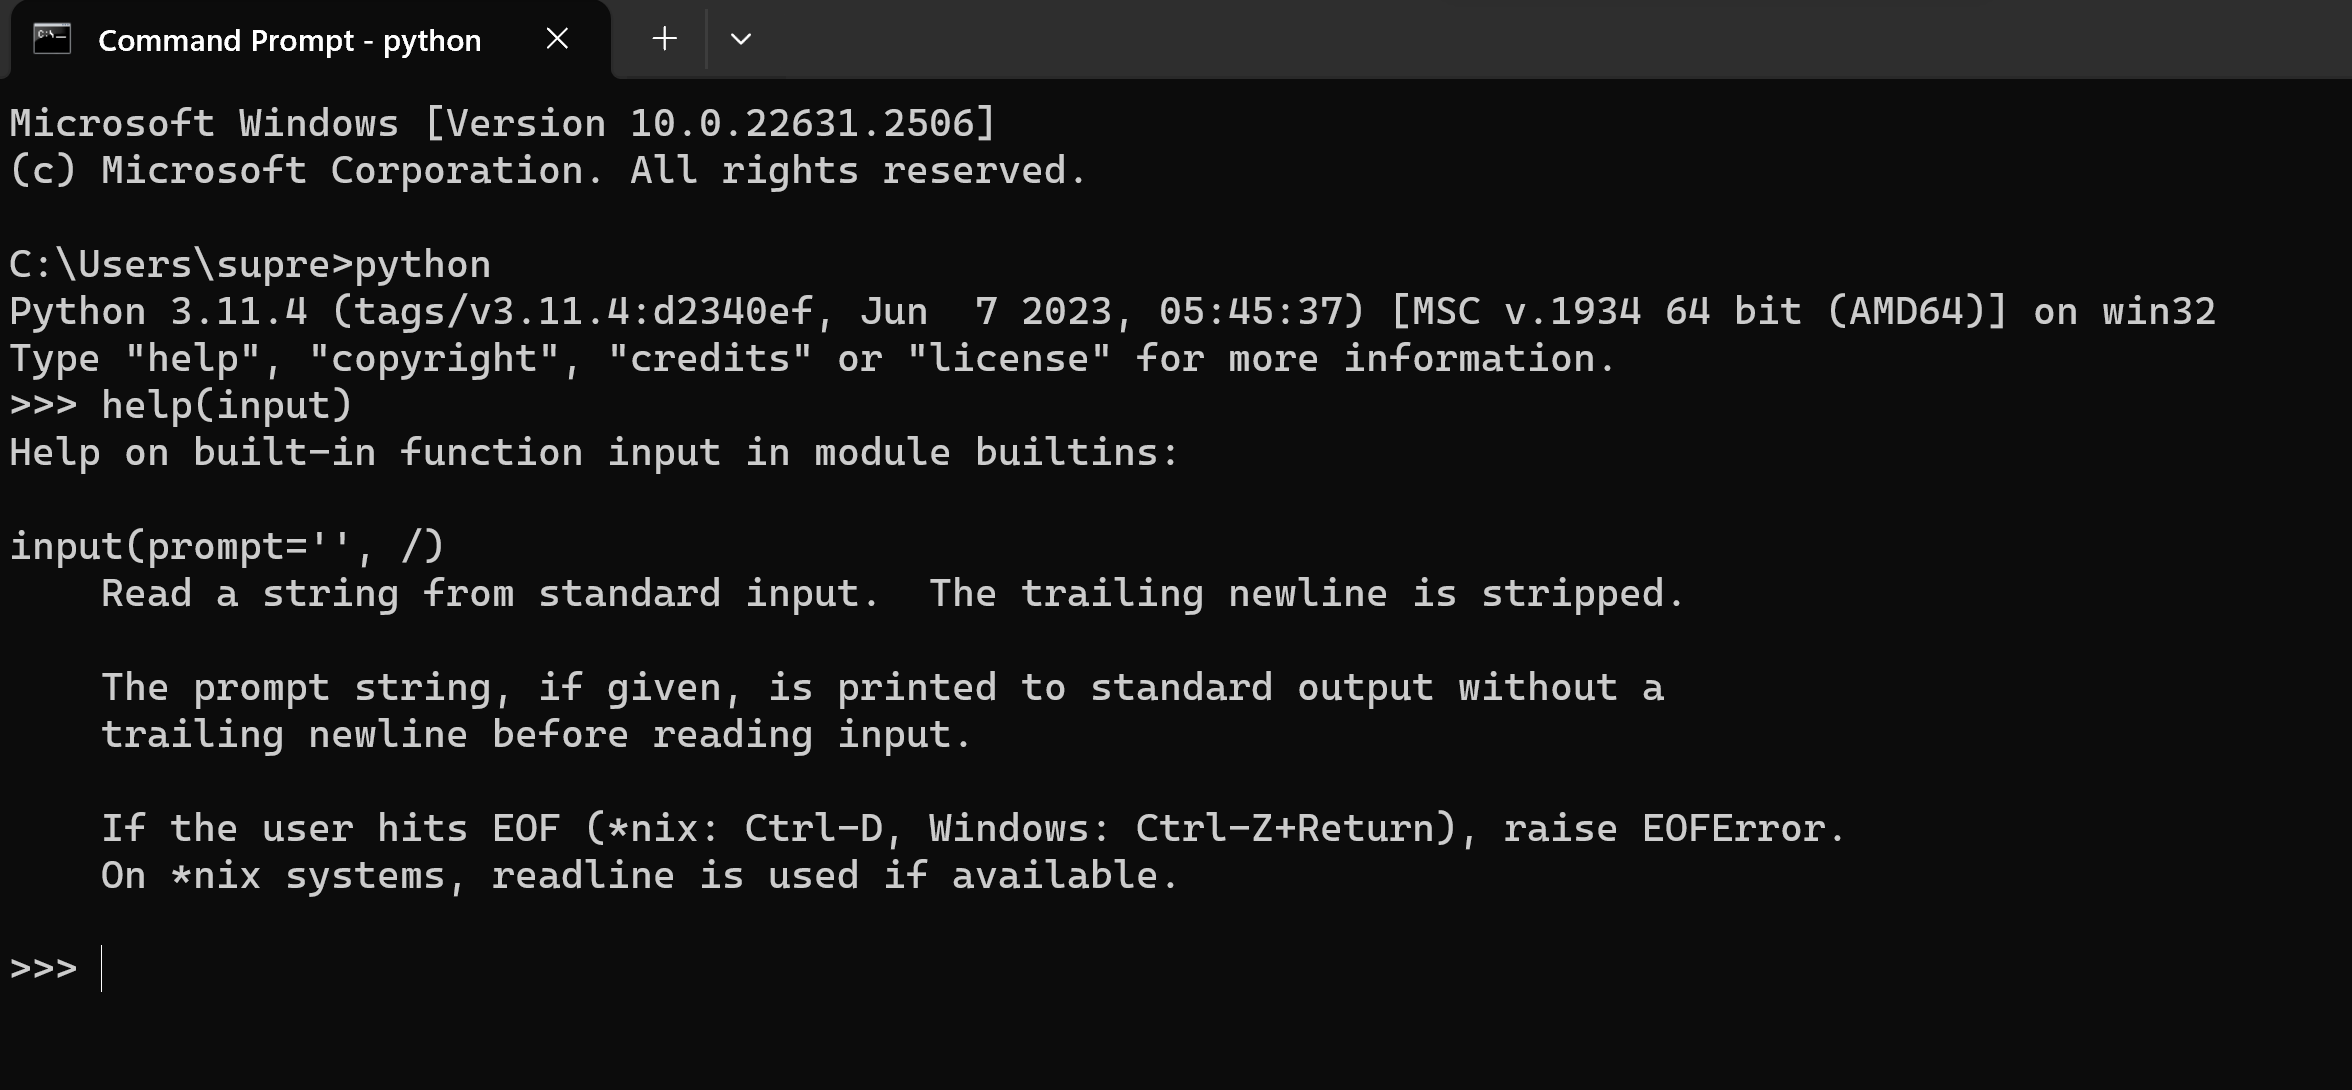 Command Prompt - python
Microsoft Windows [Version 10.0.22631.2506]
(c) Microsoft Corporation. All rights reserved.
C:\Users\supre>python
Python 3.11.4 (tags/v3.11.4:d2340ef, Jun  7 2023, 05:45:37) [MSC v.1934 64 bit (AMD64)] on win32
Type "help", "copyright", "credits" or "license" for more information.
>>> help(input)
Help on built-in function input in module builtins:
input(prompt='', /)
    Read a string from standard input.  The trailing newline is stripped.
    The prompt string, if given, is printed to standard output without a
    trailing newline before reading input.
    If the user hits EOF (*nix: Ctrl-D, Windows: Ctrl-Z+Return), raise EOFError.
    On *nix systems, readline is used if available.
>>>